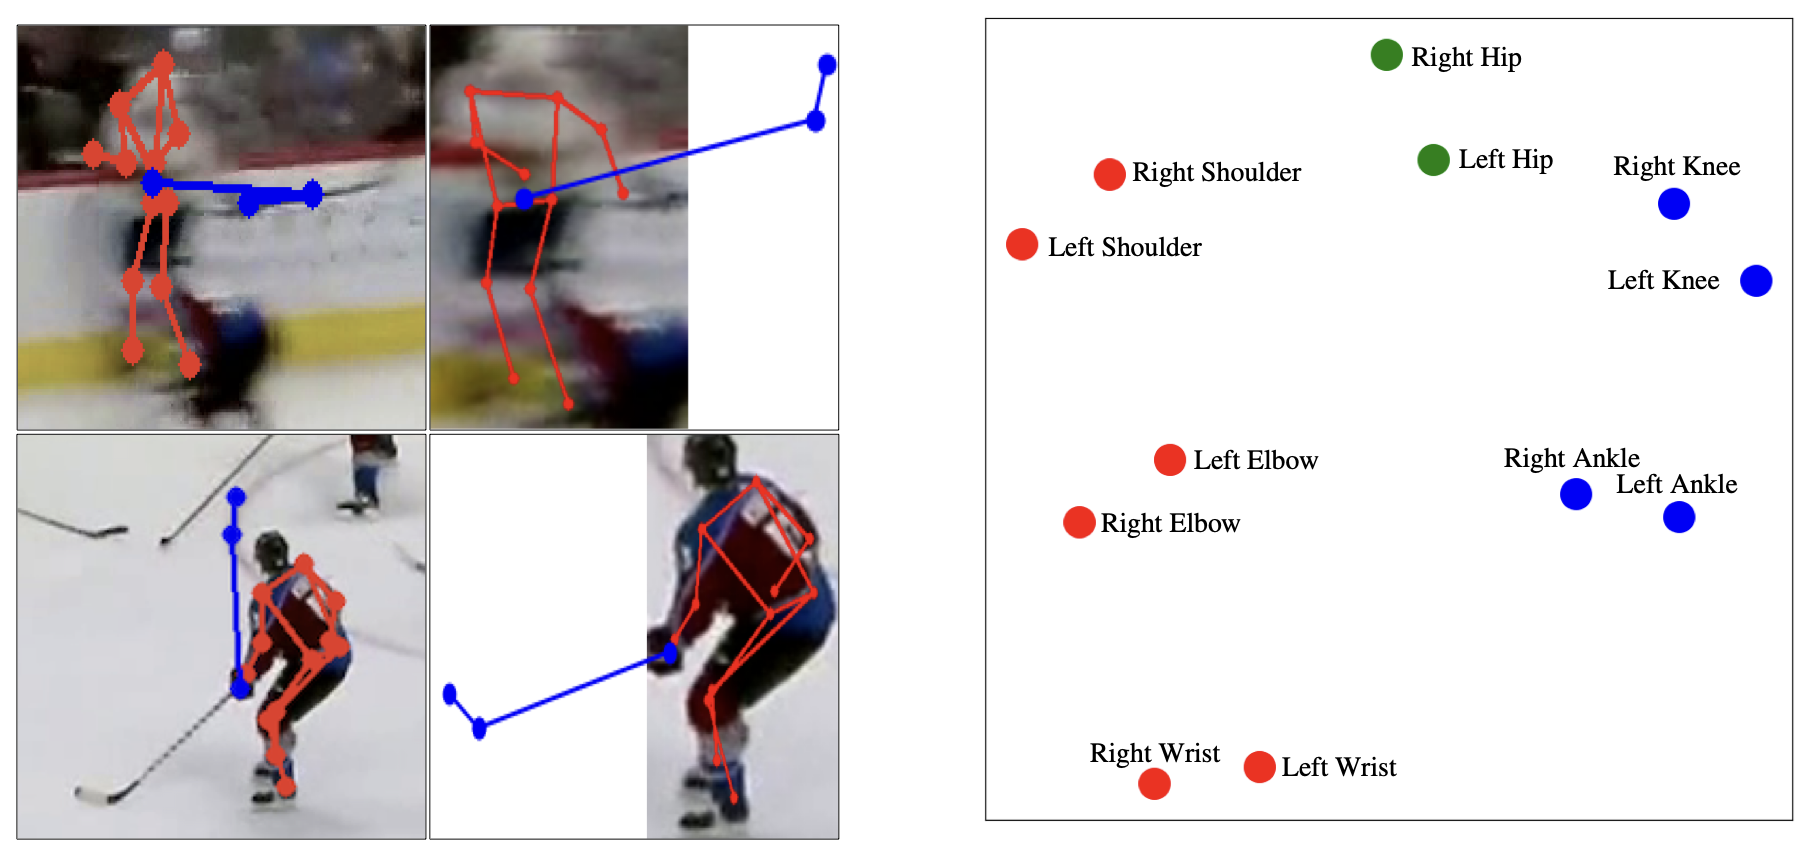 Right Hip
Left Hip
Right Knee
Right Shoulder
Left Shoulder
Left Knee
Left Elbow
Right Ankle
Left Ankle
Right Elbow
Right Wrist
Left Wrist